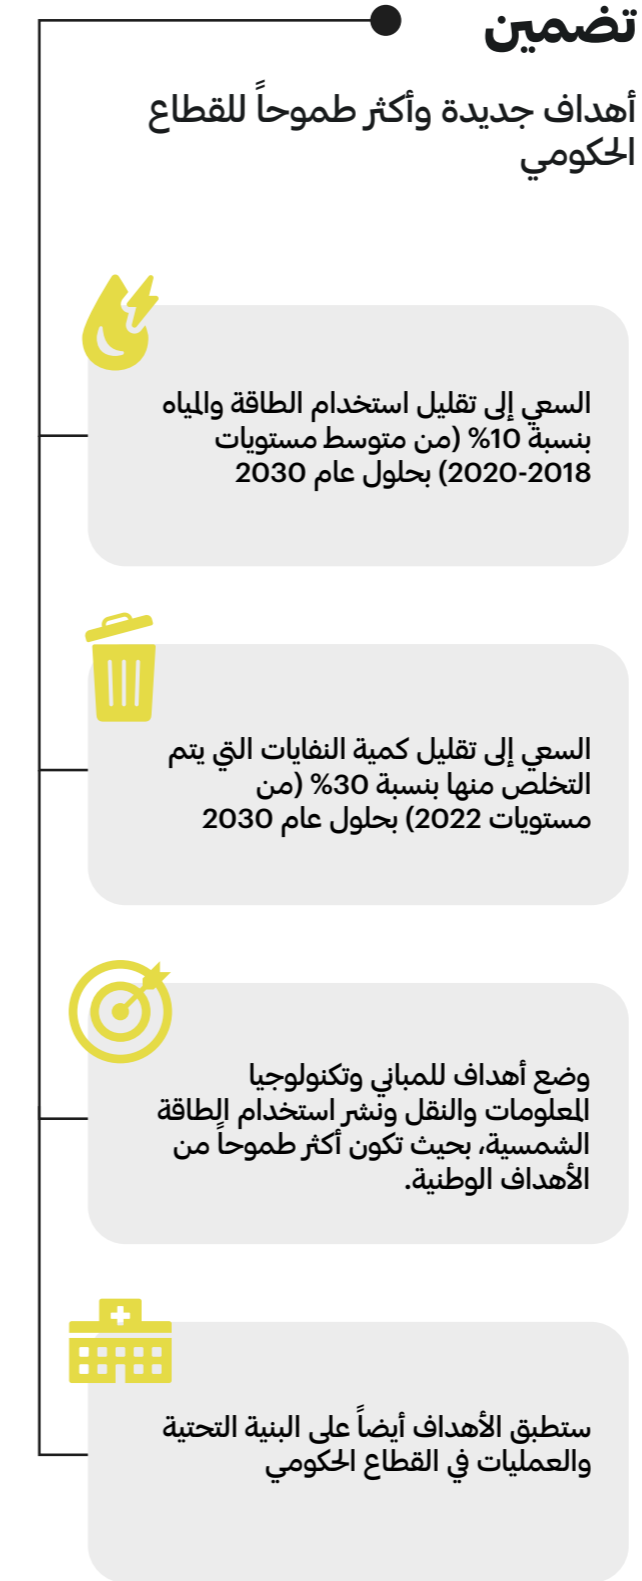 تضمين
أهداف جديدة وأكثر طموحاً للقطاع
الحكومي
السعي إلى تقليل استخدام الطاقة والمياه
بنسبة 10% (من متوسط مستويات
2018-2020) بحلول عام 2030
السعي إلى تقليل كمية النفايات التي يتم
التخلص منها بنسبة 30% (من
مستويات 2022) بحلول عام 2030
وضع أهداف للمباني وتكنولوجيا
المعلومات والنقل ونشر استخدام الطاقة
الشمسية، بحيث تكون أكثر طموحاً من
الأهداف الوطنية.
ستطبق الأهداف أيضاً على البنية التحتية
والعمليات في القطاع الحكومي